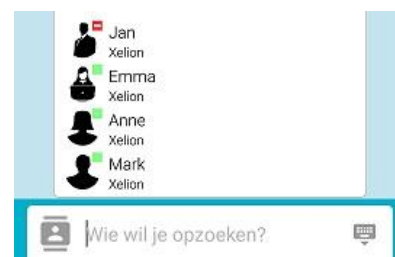 Jan
Xelion
Emma
Xelion
Anne
Xelion
Mark
Xelion
Wie wil je opzoeken?